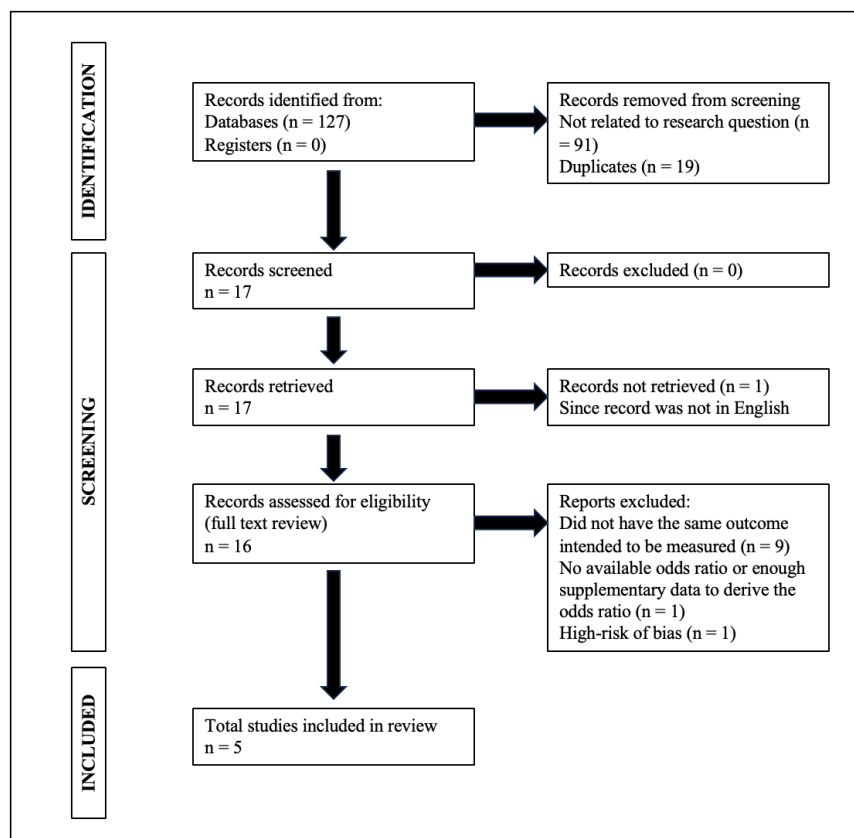 IDENTIFICATION
Records identified from:
Databases (n = 127)
Registers (n = 0)
Records removed from screening
Not related to research question (n
= 91)
Duplicates (n = 19)
SCREENING
Records screened
n = 17
Records excluded (n = 0)
Records retrieved
n = 17
Records not retrieved (n = 1)
Since record was not in English
Records assessed for eligibility
(full text review)
n = 16
Reports excluded:
Did not have the same outcome
intended to be measured (n = 9)
No available odds ratio or enough
supplementary data to derive the
odds ratio (n = 1)
High-risk of bias (n = 1)
INCLUDED
Total studies included in review
n = 5